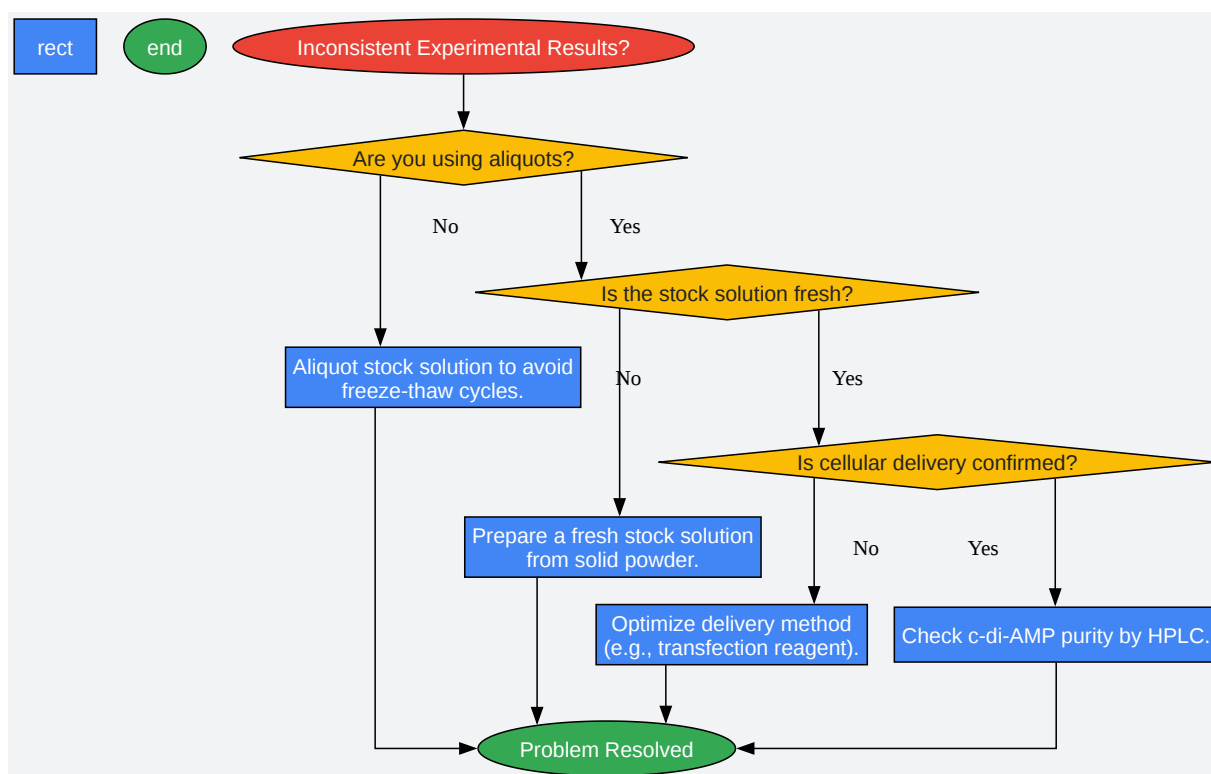 rect
end
Inconsistent Experimental Results?
Are you using aliquots?
No
Yes
Is the stock solution fresh?
Aliquot stock solution to avoid
freeze-thaw cycles.
No
Yes
Is cellular delivery confirmed?
Prepare a fresh stock solution
from solid powder.
No
Yes
Optimize delivery method
(e.g., transfection reagent).
Check c-di-AMP purity by HPLC.
Problem Resolved